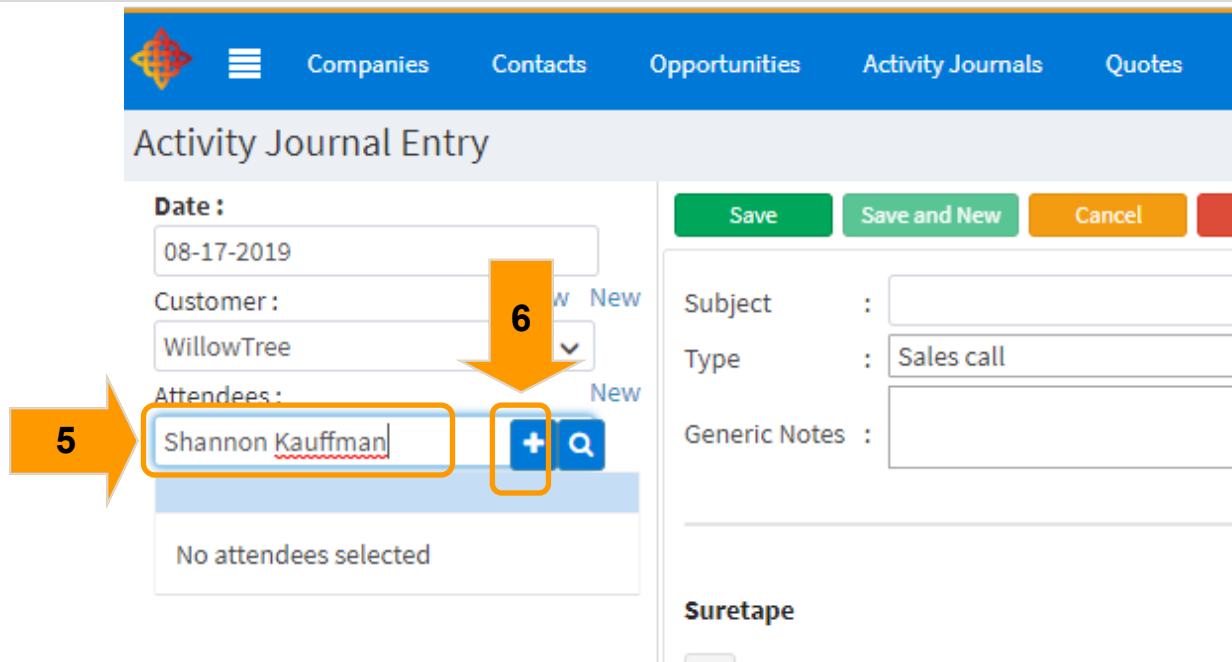 Companies Contacts Opportunities Activity Journals Quotes
Activity Journal Entry
Date :
08-17-2019
Customer : New
WillowTree
Attendees : New
Shannon Kauffman
No attendees selected
5
6
Save Save and New Cancel
Subject :
Type : Sales call
Generic Notes :
Suretape